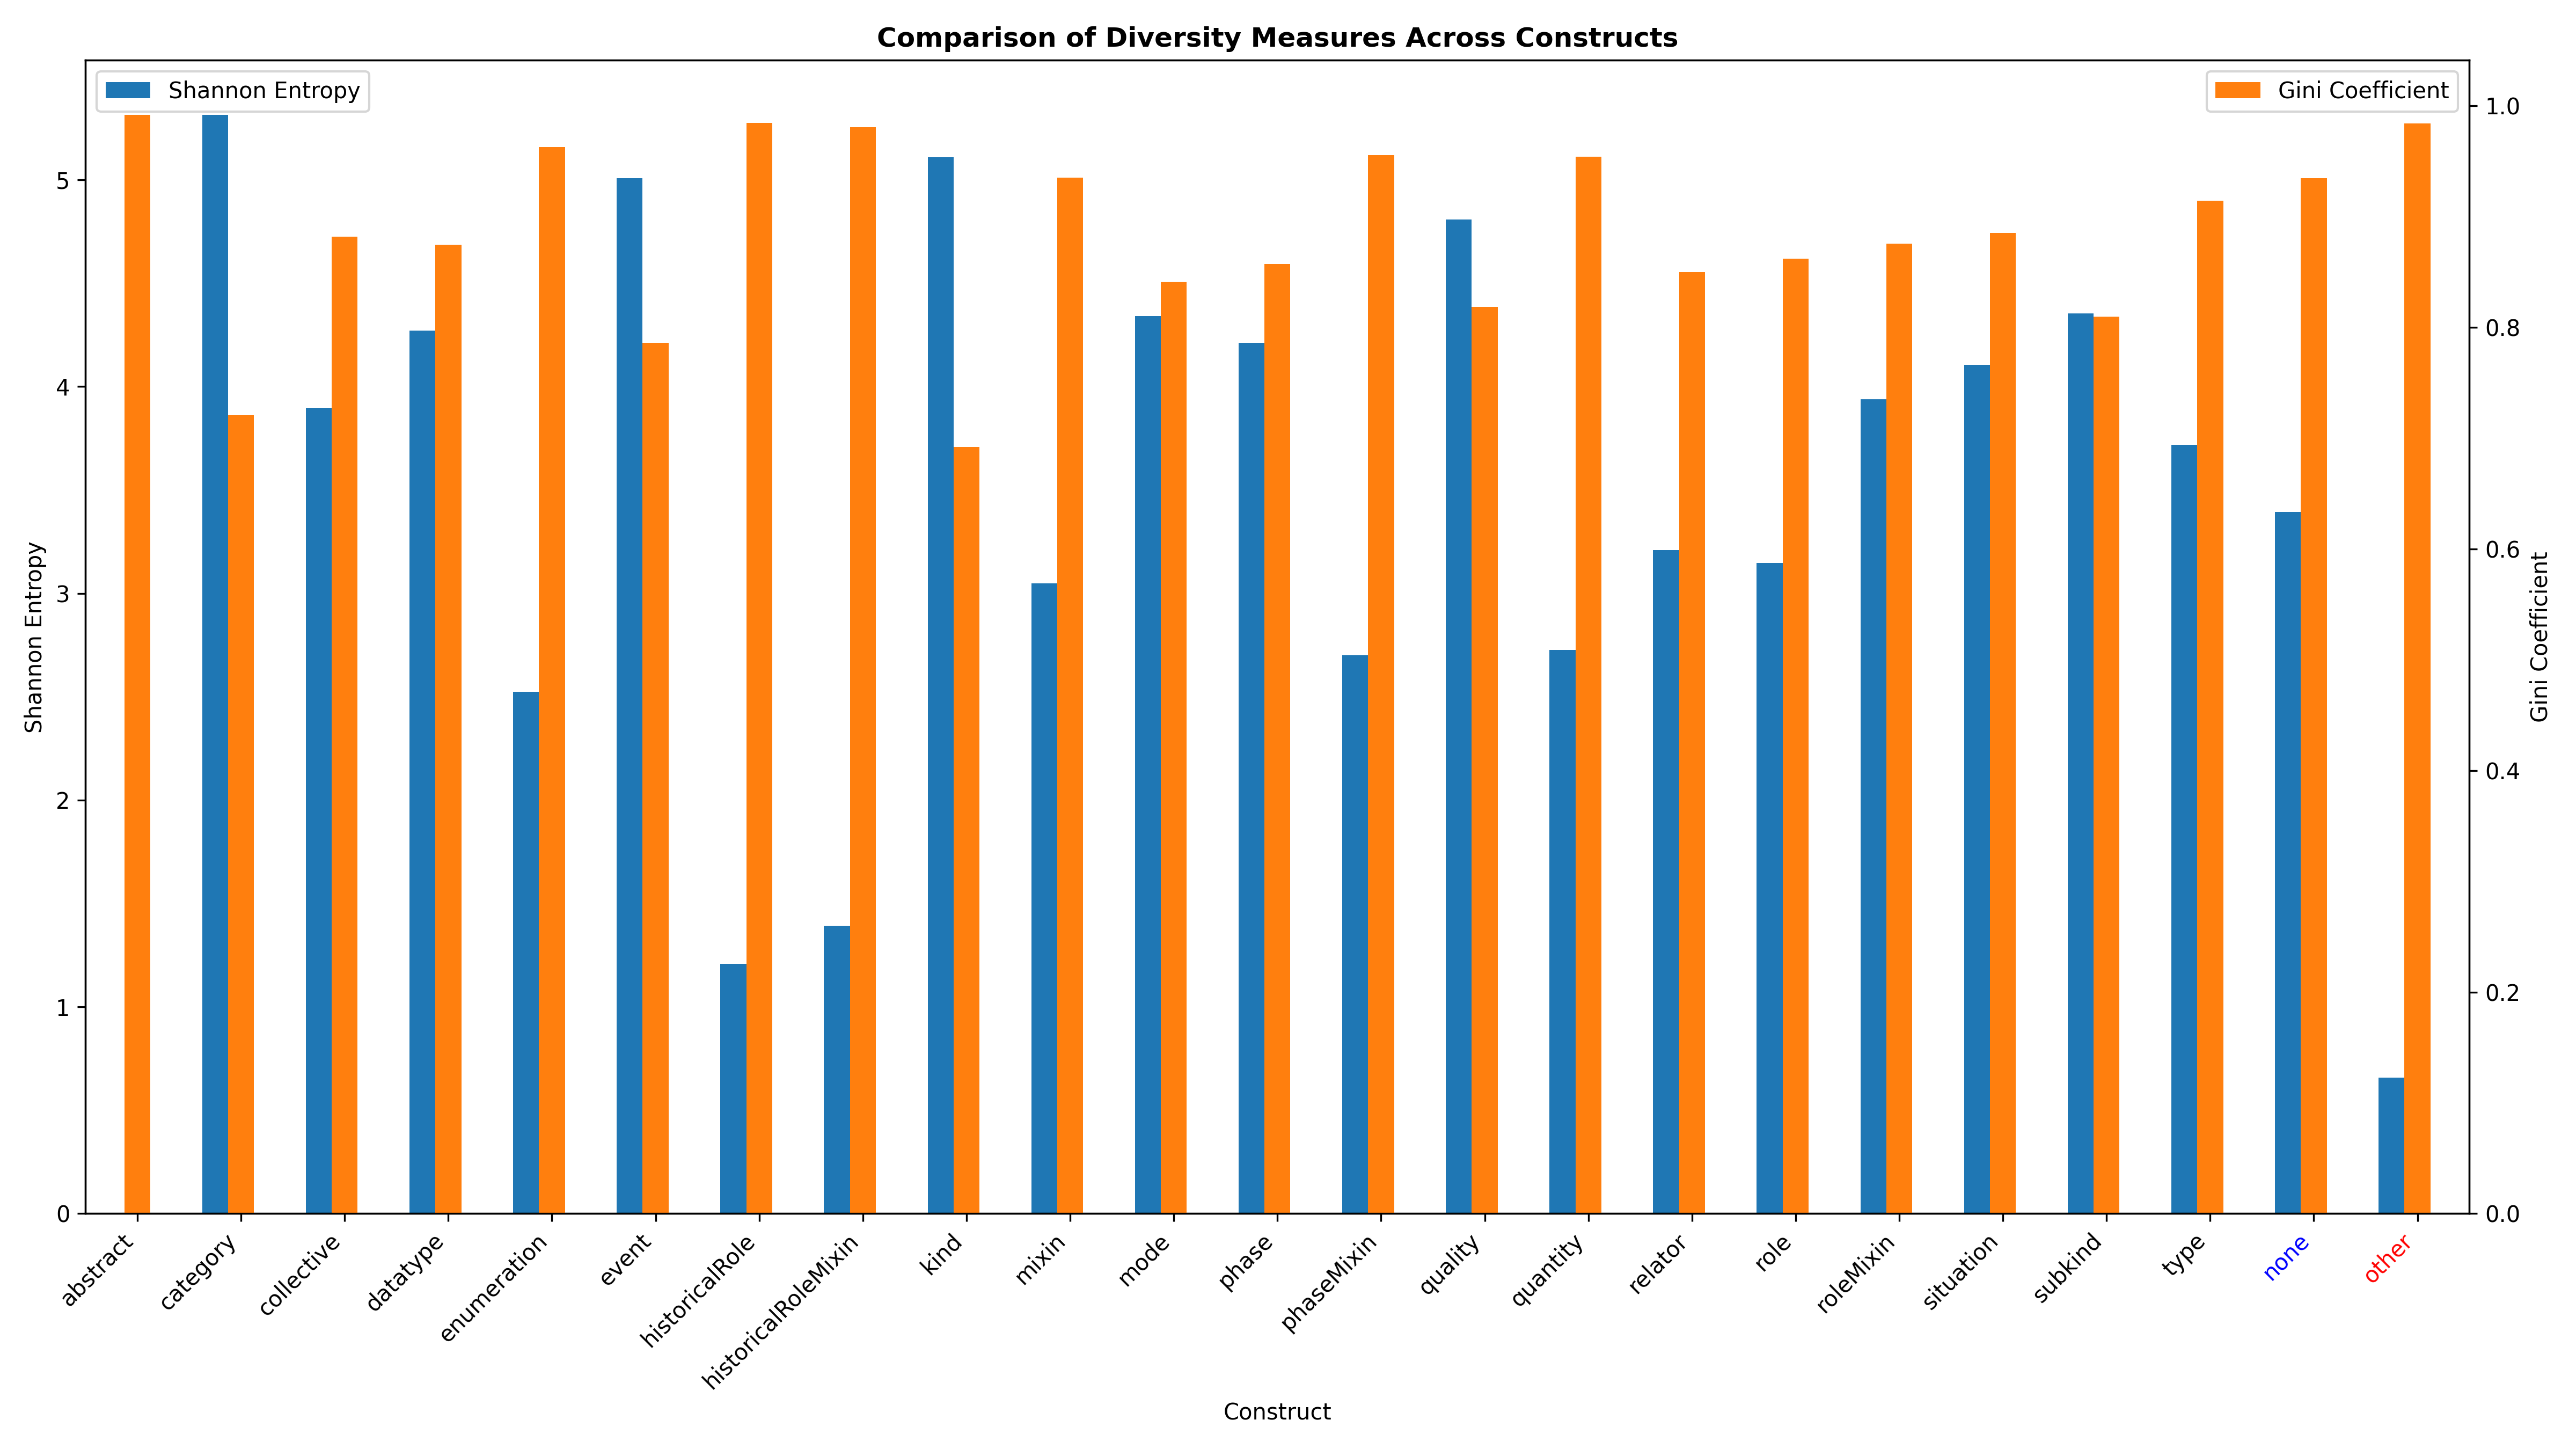 Comparison of Diversity Measures Across Constructs
Shannon Entropy
Gini Coefficient
Shannon Entropy
5
4
3
2
1
0
1.0
0.8
0.6
0.4
0.2
0.0
Gini Coefficient
abstract
category
collective
datatype
enumeration
event
historicalRole
historicalRoleMixin
kind
mixin
mode
phase
phaseMixin
quality
quantity
relator
role
roleMixin
situation
subkind
type
none
other
Construct